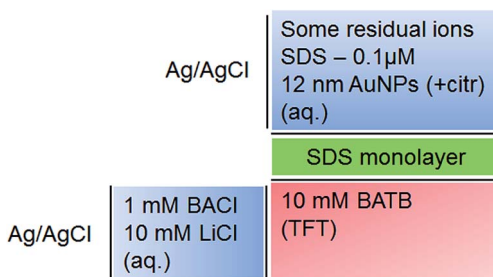 Ag/AgCl
Some residual ions
SDS – 0.1µM
12 nm AuNPs (+citr)
(aq.)
SDS monolayer
Ag/AgCl
1 mM BACl
10 mM LiCl
(aq.)
10 mM BATB
(TFT)